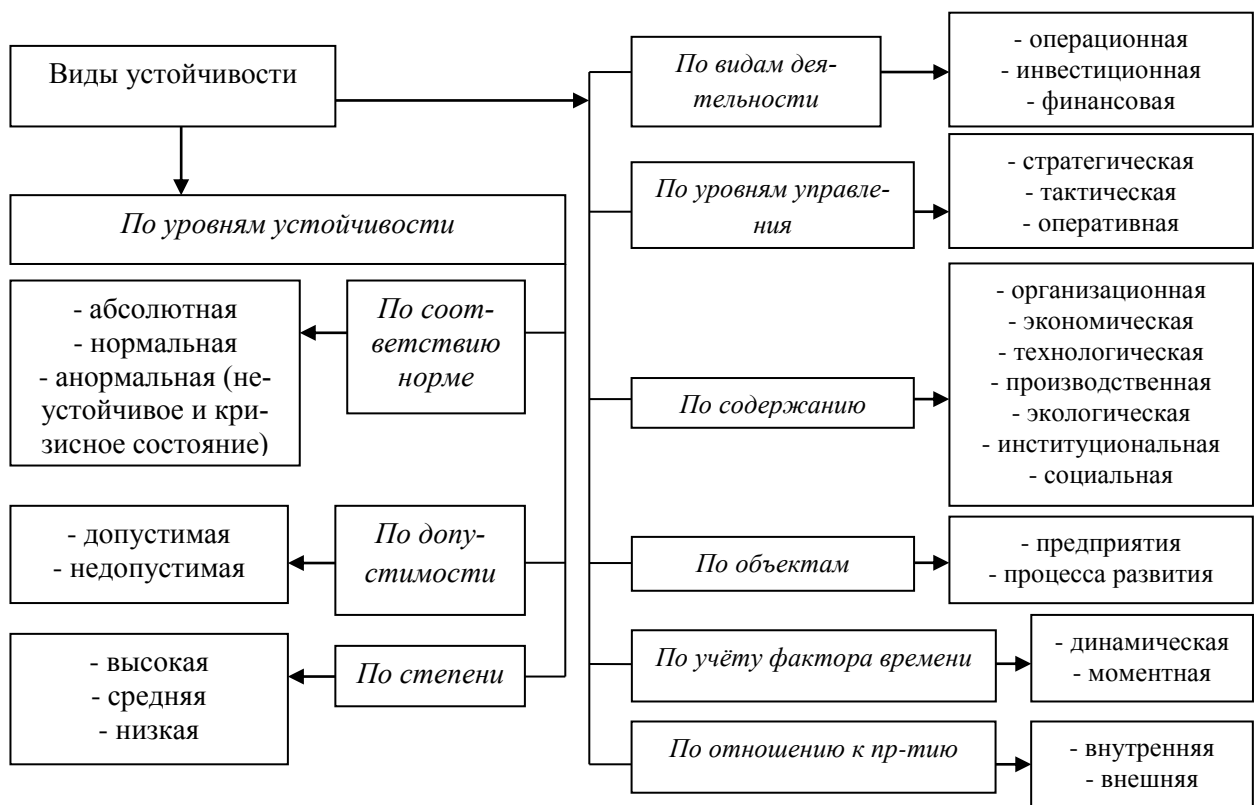 Виды устойчивости
По уровням устойчивости
- абсолютная
- нормальная
- анормальная (не-
устойчивое и кри-
зисное состояние)
По соот-
ветствию
норме
- допустимая
- недопустимая
По допу-
стимости
- высокая
- средняя
- низкая
По степени
По видам дея-
тельности
- операционная
- инвестиционная
- финансовая
По уровням управле-
ния
- стратегическая
- тактическая
- оперативная
По содержанию
- организационная
- экономическая
- технологическая
- производственная
- экологическая
- институциональная
- социальная
По объектам
- предприятия
- процесса развития
По учёту фактора времени
- динамическая
- моментная
По отношению к пр-тию
- внутренняя
- внешняя